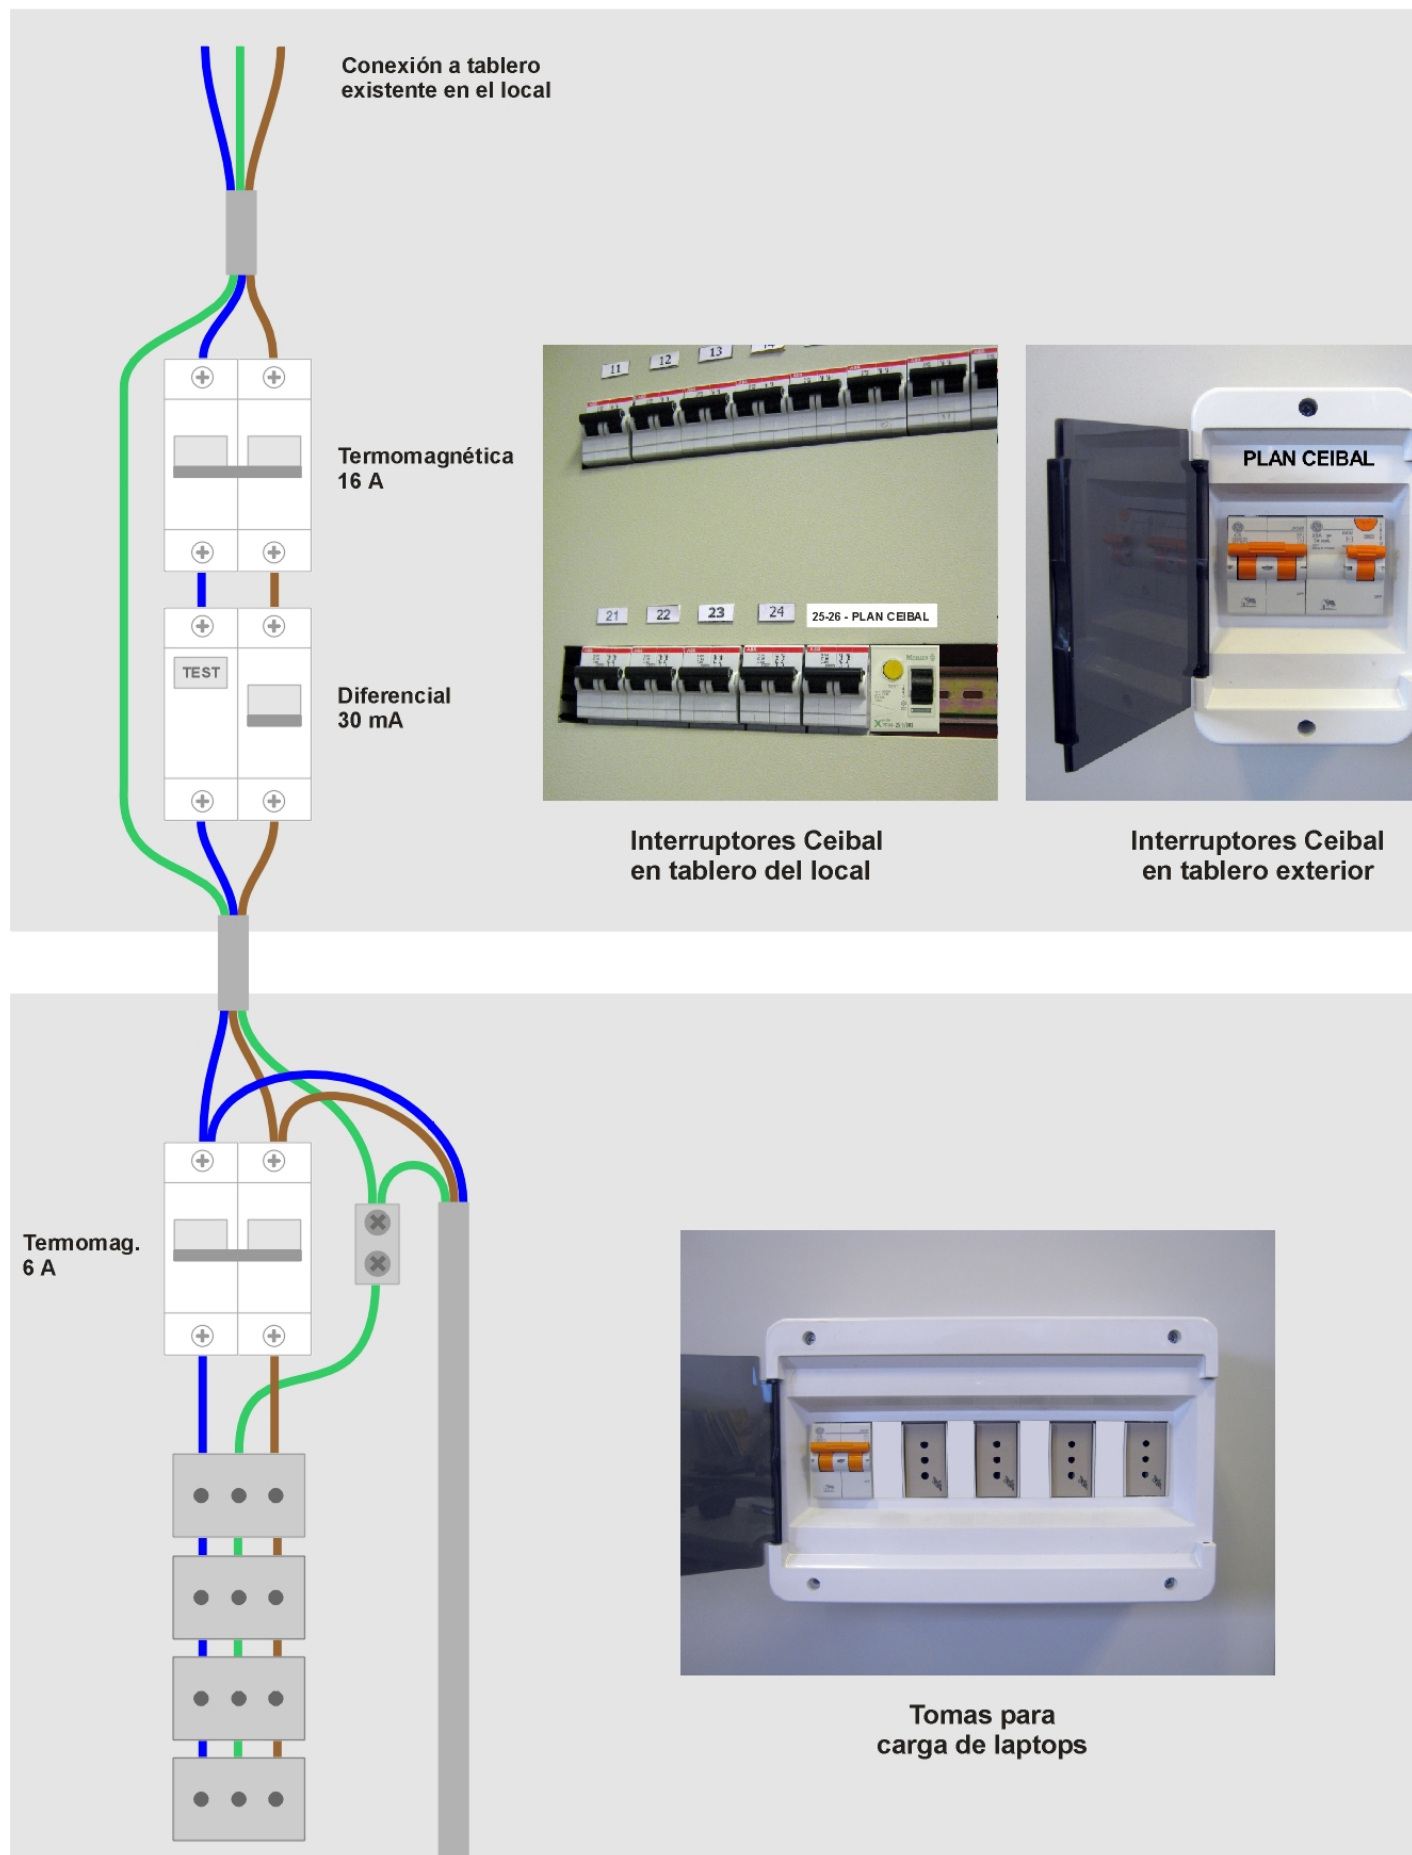 Conexión a tablero
existente en el local
Termomagnética
16 A
TEST
Diferencial
30 mA
11
12
13
14
21
22
23
24
25-26 - PLAN CEIBAL
Interruptores Ceibal
en tablero del local
PLAN CEIBAL
Interruptores Ceibal
en tablero exterior
Termomag.
6 A
Tomas para
carga de laptops